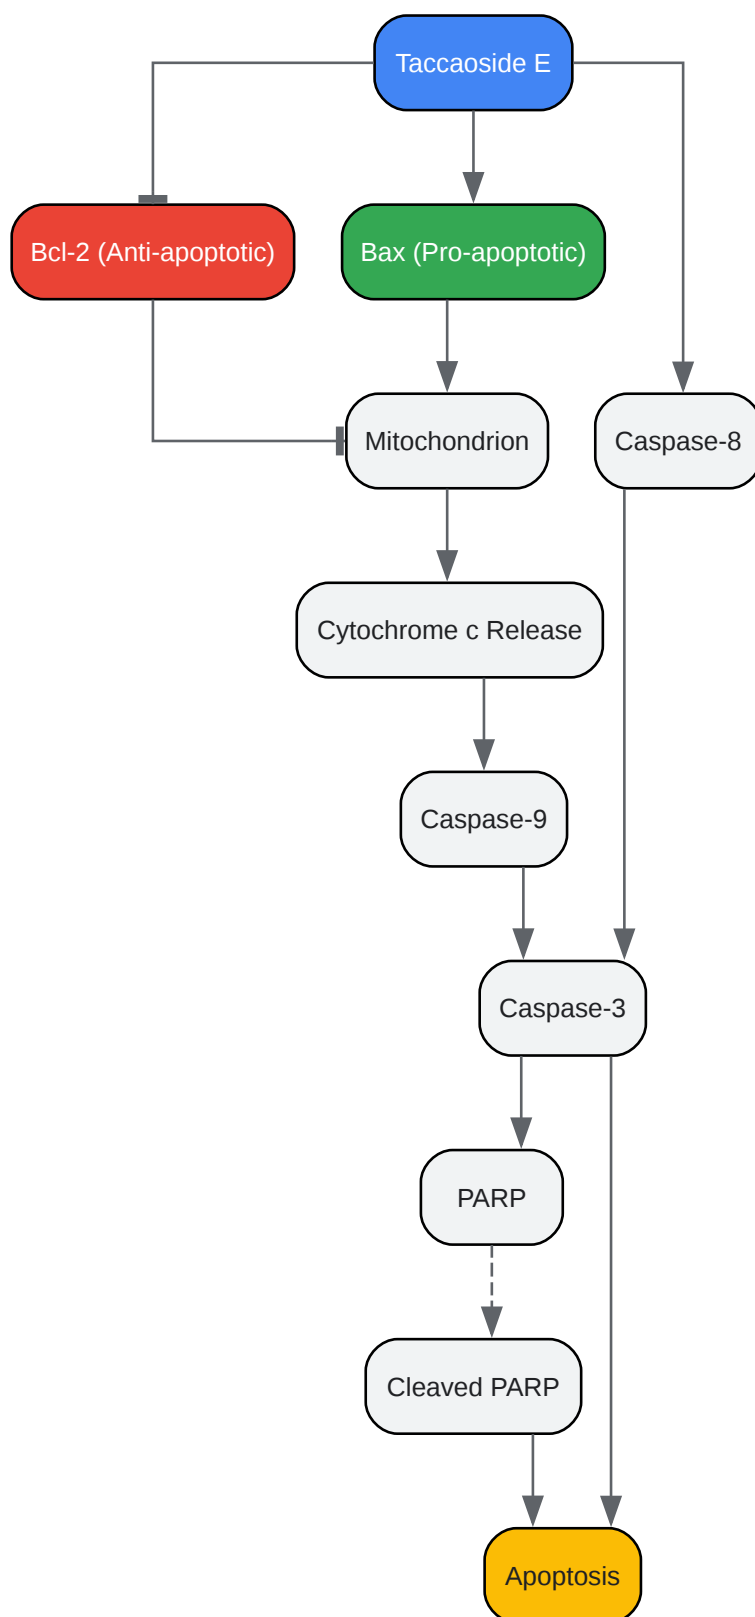 Taccaoside E
Bcl-2 (Anti-apoptotic)
Bax (Pro-apoptotic)
Mitochondrion
Caspase-8
Cytochrome c Release
Caspase-9
Caspase-3
PARP
Cleaved PARP
Apoptosis